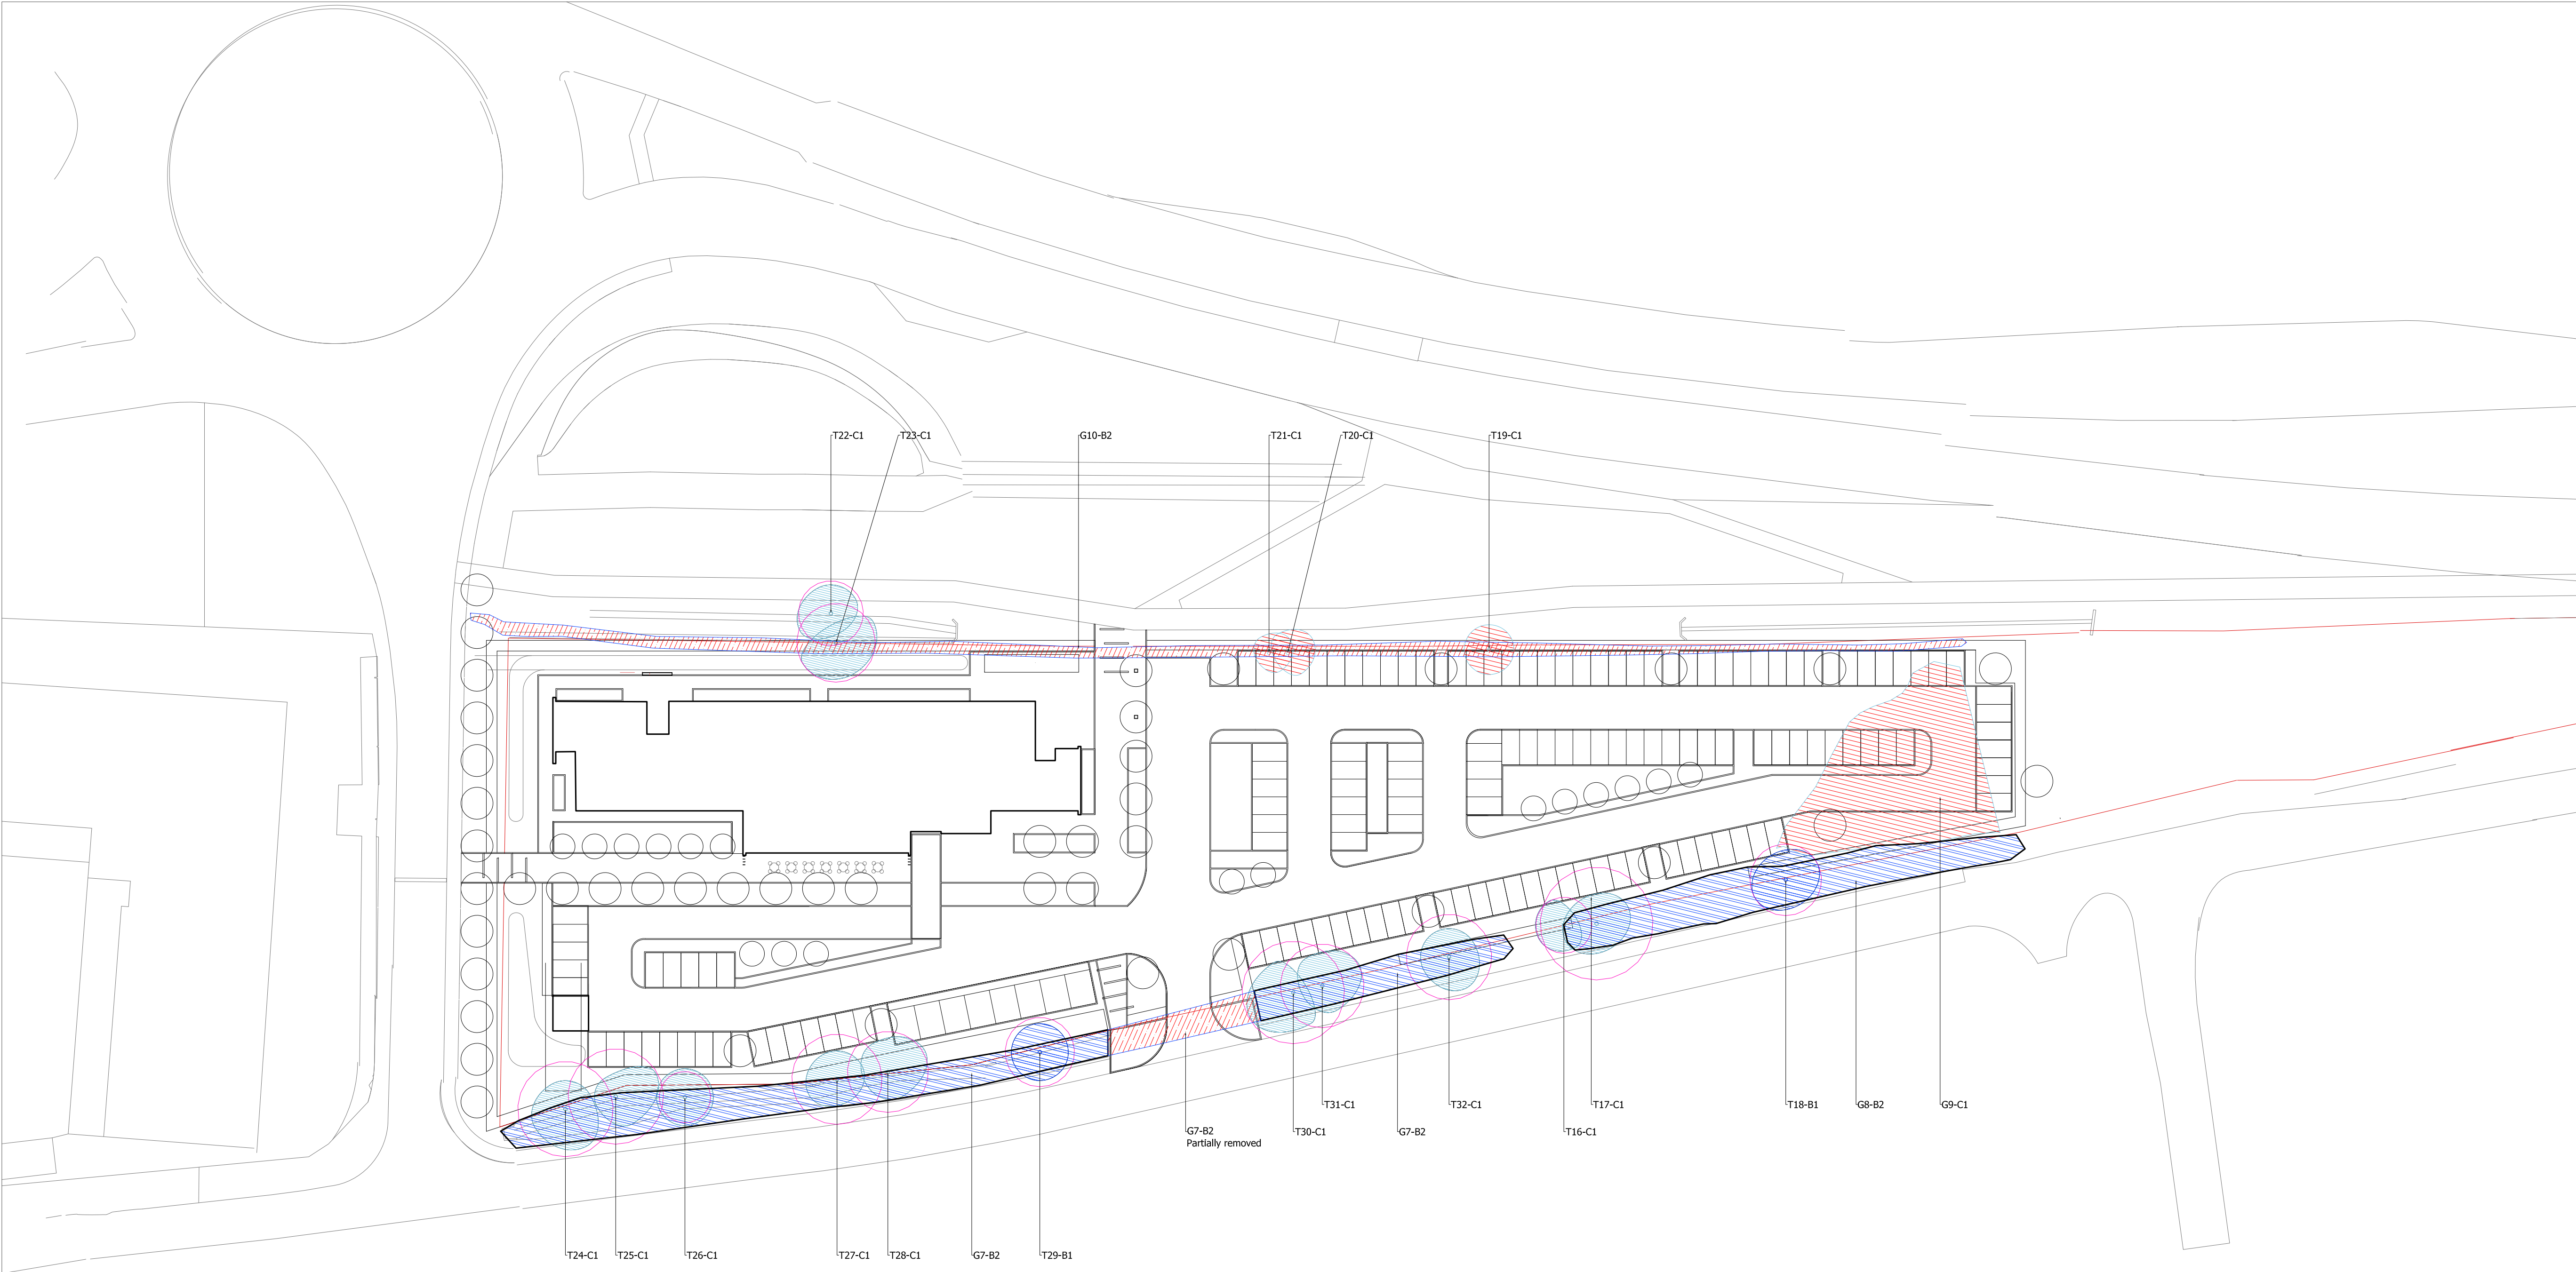 T22-C1
T23-C1
G10-B2
T21-C1
T20-C1
T19-C1
T31-C1
T32-C1
T17-C1
T18-B1
G8-B2
G9-C1
G7-B2
Partially removed
T30-C1
G7-B2
T16-C1
T24-C1
T25-C1
T26-C1
T27-C1
T28-C1
G7-B2
T29-B1